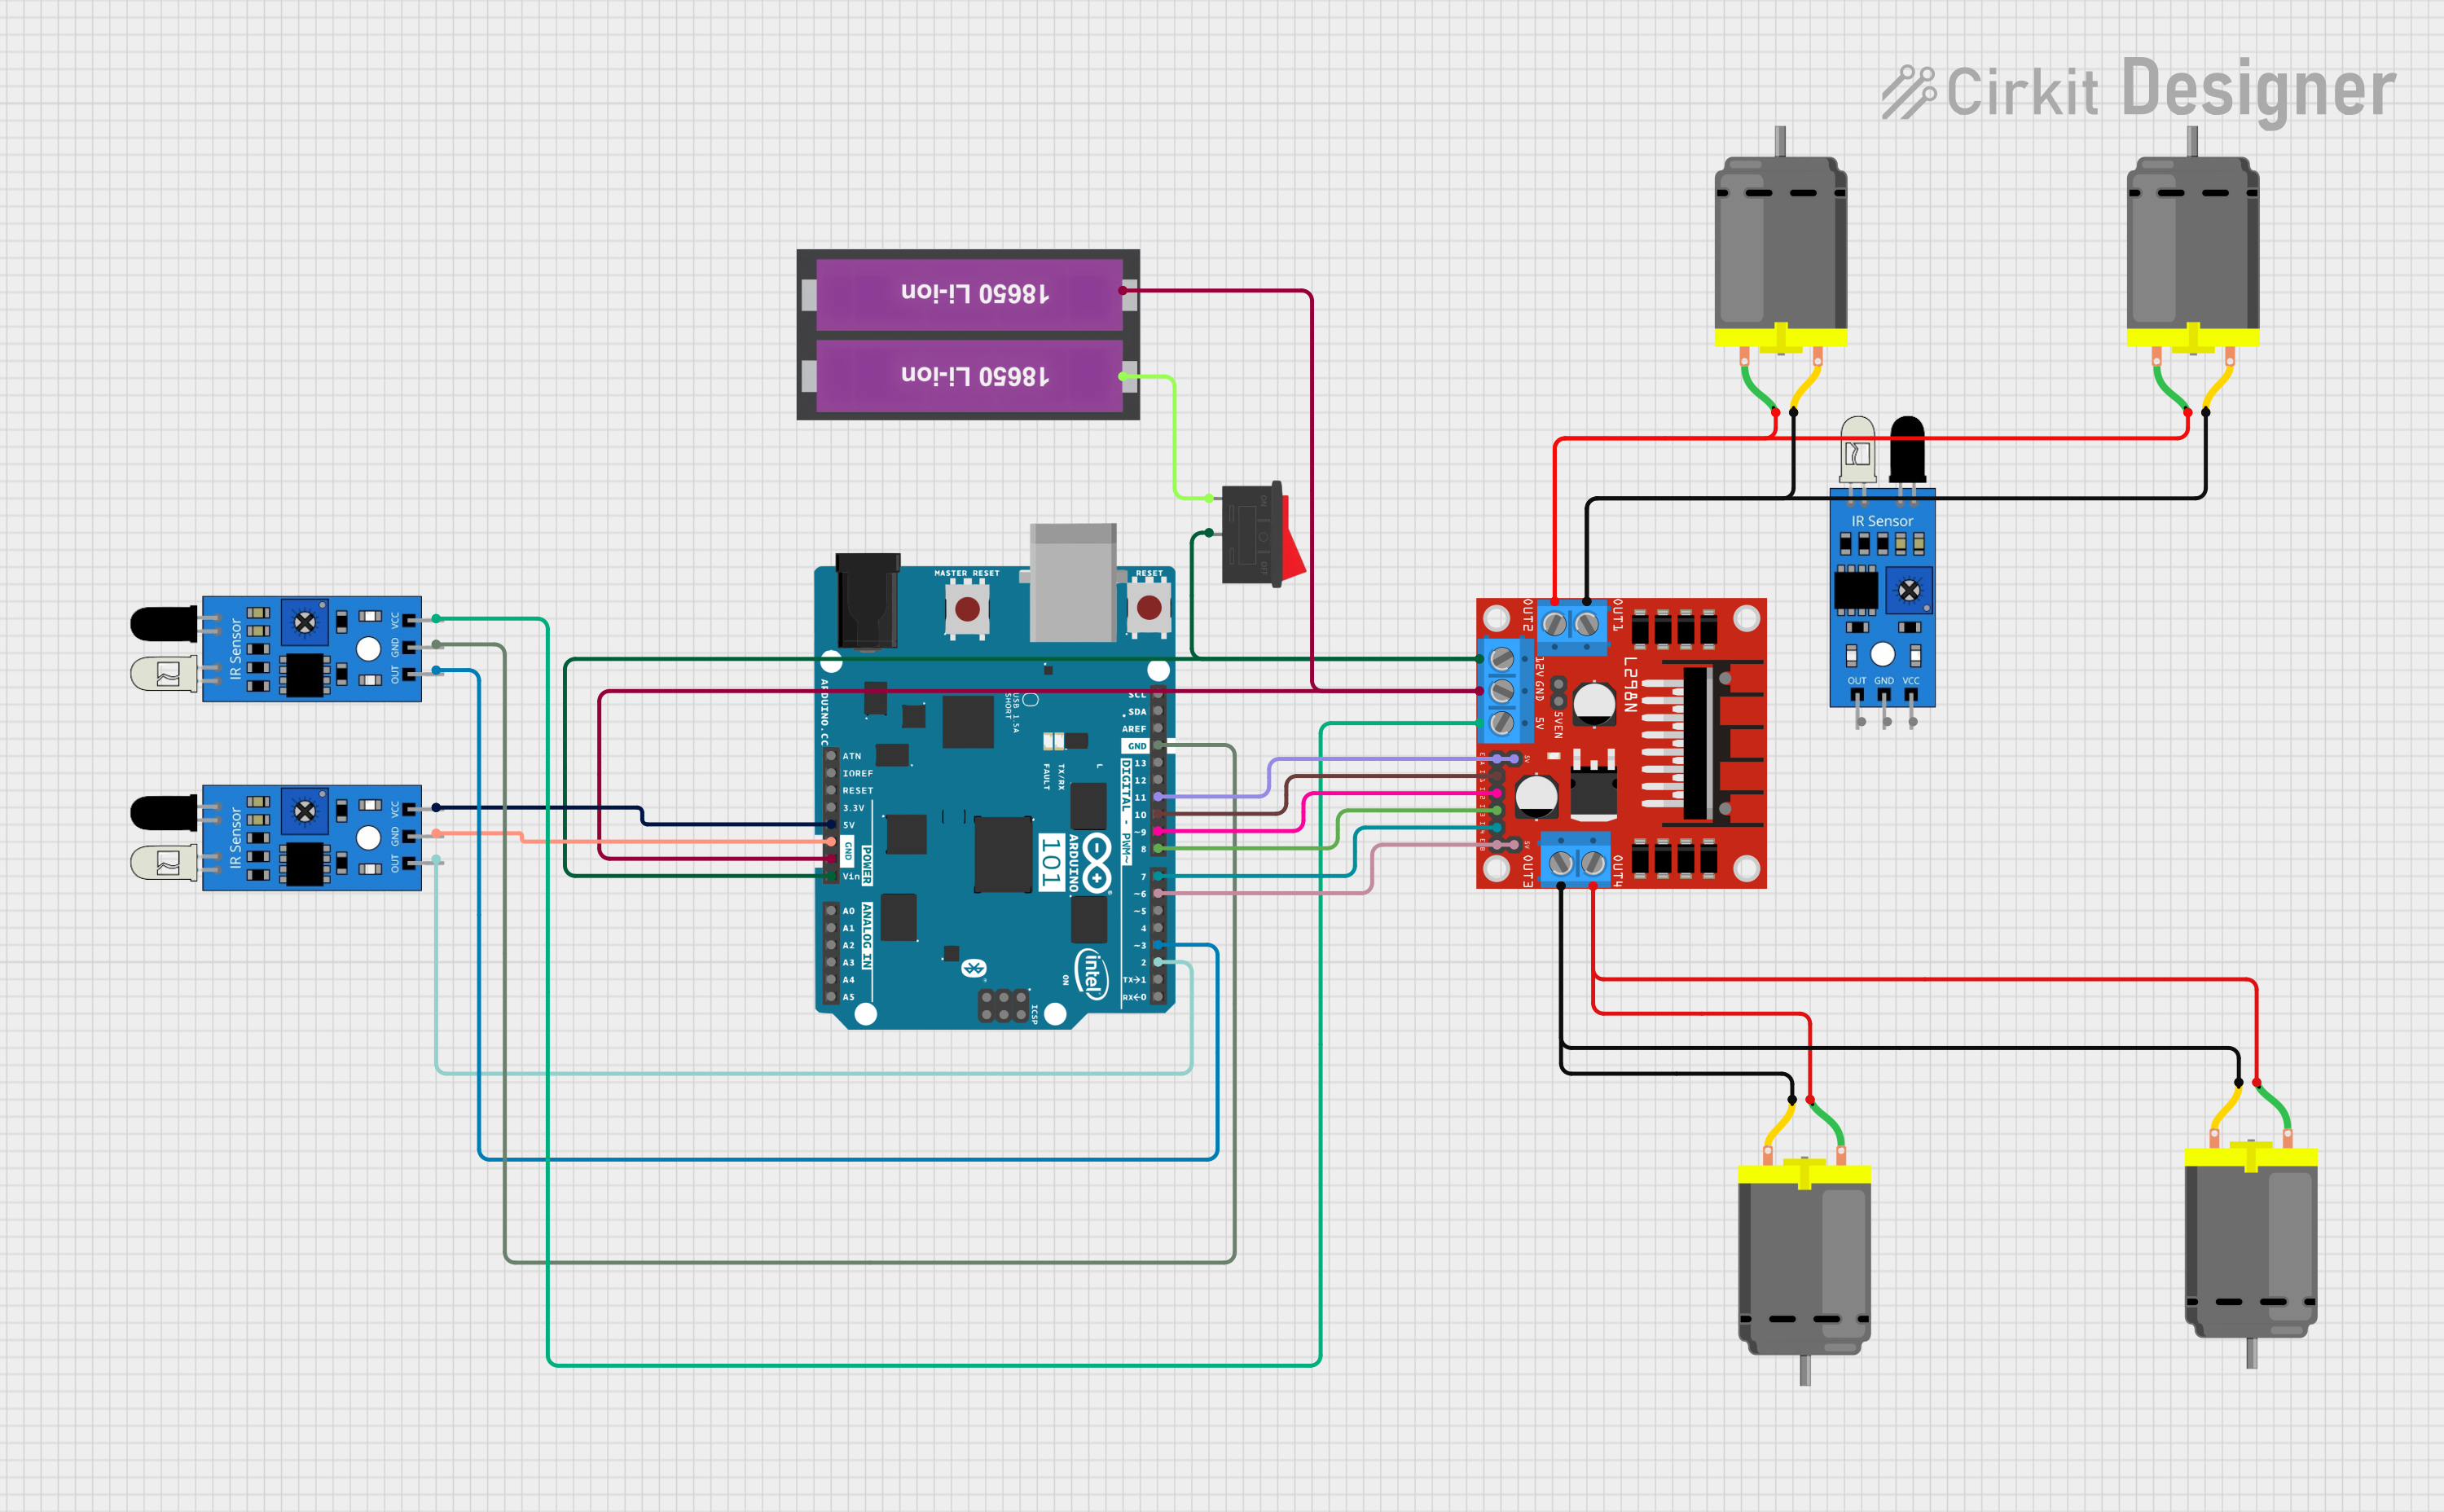 Cirkit Designer
18650 Li-ion
18650 Li-ion
ON
OFF
MASTER RESET
RESET
ARDUINO.CC
USB 1.5A
SHORT
SCL
SDA
AREF
GND
13
12
11
10
~9
8
7
~6
~5
4
~3
2
TX→1
RX←0
DIGITAL - PWM~
FAULT
TX/RX
L
ATN
IOREF
RESET
3.3V
5V
GND
Vin
POWER
A0
A1
A2
A3
A4
A5
ANALOG IN
101
ARDUINO
intel
ON
ICSP
IR Sensor
VCC
GND
OUT
IR Sensor
VCC
GND
OUT
IR Sensor
OUT GND VCC
OUT2
OUT1
12V GND 5V
5VEN
L298N
5V
5V
OUT3
OUT4